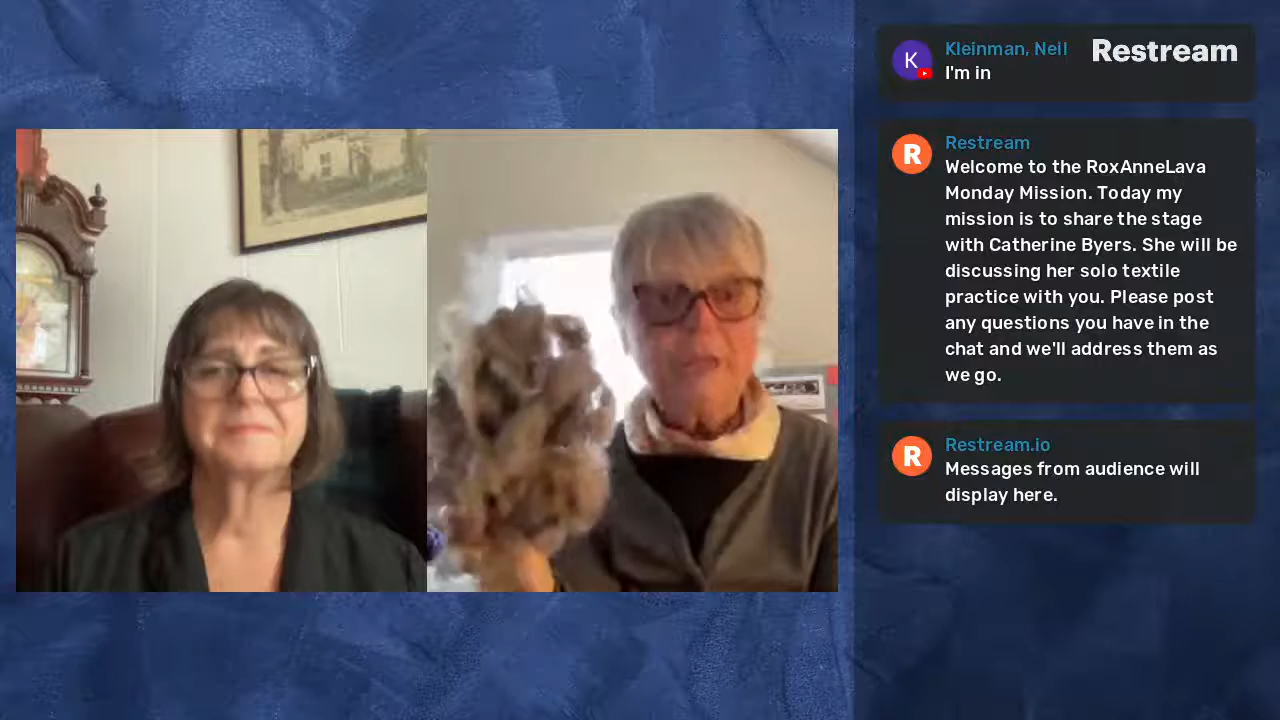 Kleinman, Neil
Restream
I'm in
Restream
Welcome to the RoxAnneLava
Monday Mission. Today my
mission is to share the stage
with Catherine Byers. She will be
discussing her solo textile
practice with you. Please post
any questions you have in the
chat and we'll address them as
we go.
Restream.io
Messages from audience will
display here.